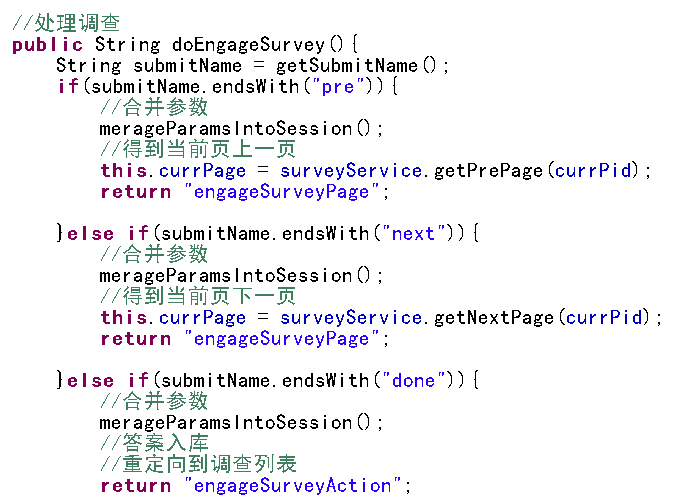 //处理调查
public String doEngageSurvey(){
    String submitName = getSubmitName();
    if(submitName.endsWith("pre")){
        //合并参数
        merageParamsIntoSession();
        //得到当前页上一页
        this.currPage = surveyService.getPrePage(currPid);
        return "engageSurveyPage";

    }else if(submitName.endsWith("next")){
        //合并参数
        merageParamsIntoSession();
        //得到当前页下一页
        this.currPage = surveyService.getNextPage(currPid);
        return "engageSurveyPage";

    }else if(submitName.endsWith("done")){
        //合并参数
        merageParamsIntoSession();
        //答案入库
        //重定向到调查列表
        return "engageSurveyAction";